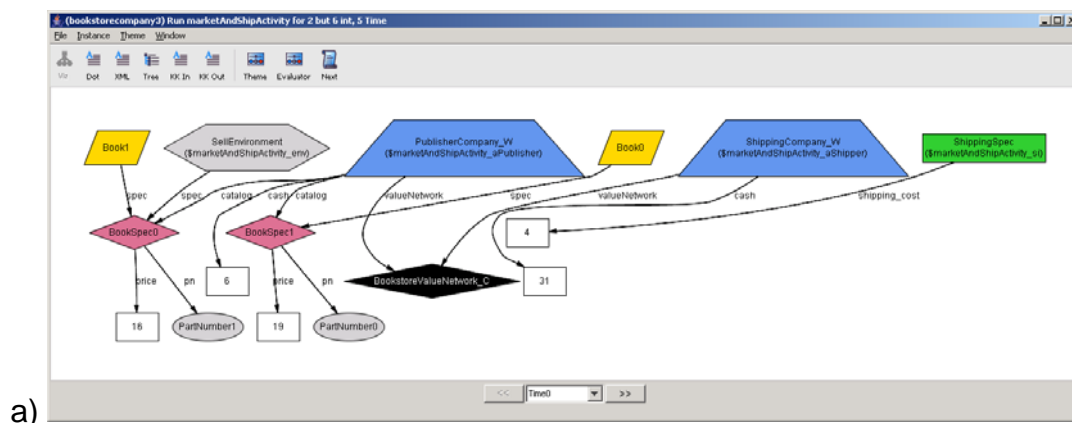 (bookstorecompany3) Run marketAndShipActivity for 2 but 6 int, 5 Time
File Instance Theme Window
Viz Dot XML Tree KK In KK Out Theme Evaluator Next
Book1
SellEnvironment
($marketAndShipActivity_env)
PublisherCompany_W
($marketAndShipActivity_aPublisher)
Book0
ShippingCompany_W
($marketAndShipActivity_aShipper)
ShippingSpec
($marketAndShipActivity_si)
spec spec catalog cash catalog valueNetwork spec valueNetwork cash shipping_cost
BookSpec0
BookSpec1
4
6
BookstoreValueNetwork_C
31
price pn price pn
18
PartNumber1
19
PartNumber0
<< Time0 >>
a)